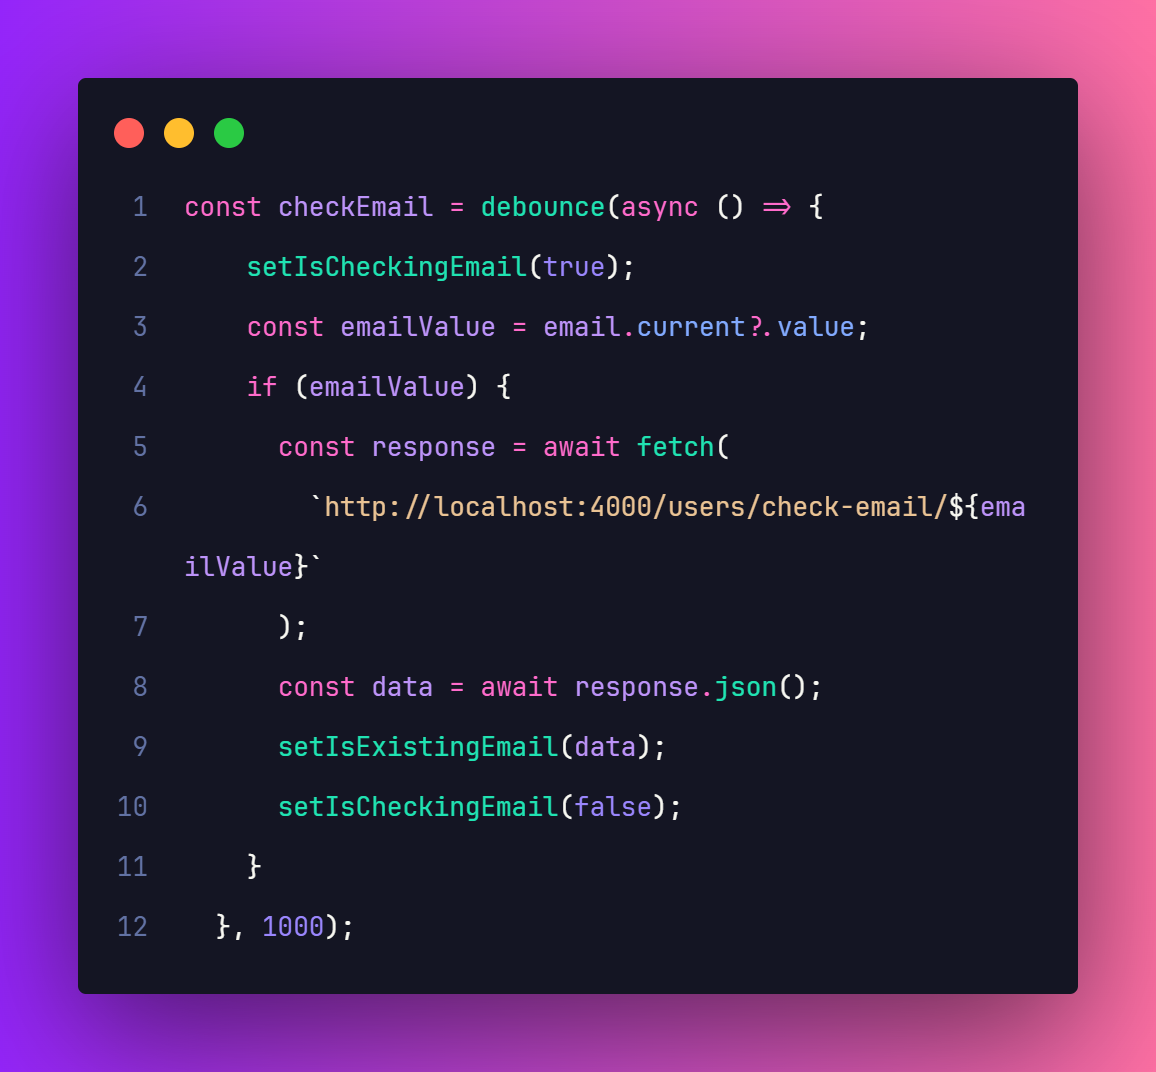 1 const checkEmail = debounce(async () => {
2     setIsCheckingEmail(true);
3     const emailValue = email.current?.value;
4     if (emailValue) {
5       const response = await fetch(
6         `http://localhost:4000/users/check-email/${ema
ilValue}`
7       );
8       const data = await response.json();
9       setIsExistingEmail(data);
10       setIsCheckingEmail(false);
11     }
12   }, 1000);